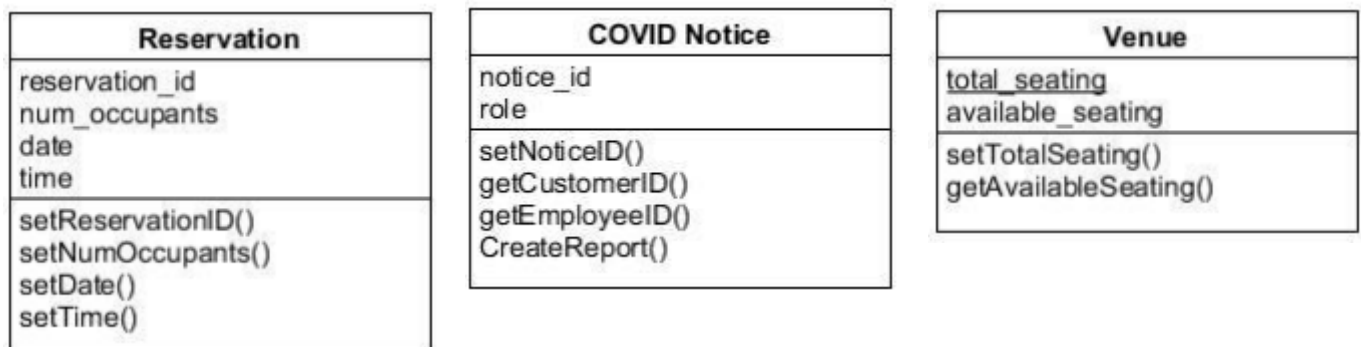 Reservation
reservation_id
num_occupants
date
time
setReservationID()
setNumOccupants()
setDate()
setTime()
COVID Notice
notice_id
role
setNoticeID()
getCustomerID()
getEmployeeID()
CreateReport()
Venue
total_seating
available_seating
setTotalSeating()
getAvailableSeating()